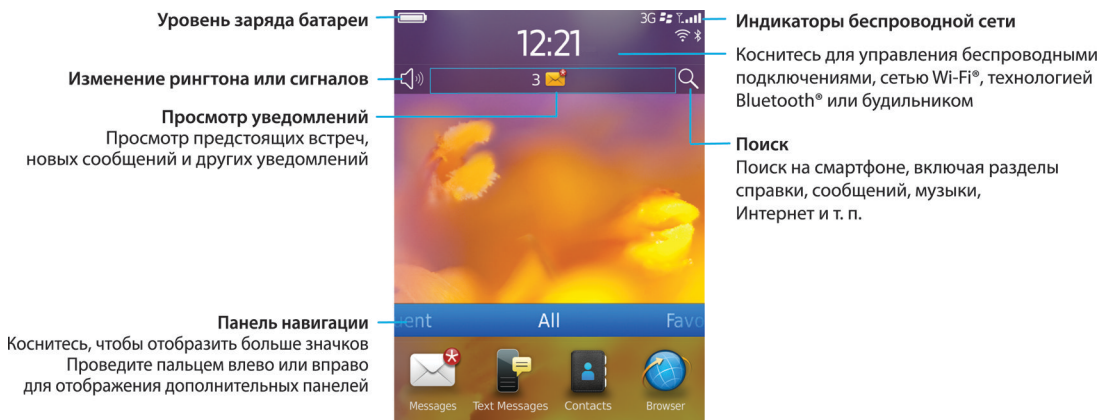 Уровень заряда батареи
Изменение рингтона или сигналов
Просмотр уведомлений
Просмотр предстоящих встреч,
новых сообщений и других уведомлений
Панель навигации
Коснитесь, чтобы отобразить больше значков
Проведите пальцем влево или вправо
для отображения дополнительных панелей
3G
12:21
3
ent
All
Favo
Messages
Text Messages
Contacts
Browser
Индикаторы беспроводной сети
Коснитесь для управления беспроводными
подключениями, сетью Wi-Fi®, технологией
Bluetooth® или будильником
Поиск
Поиск на смартфоне, включая разделы
справки, сообщений, музыки,
Интернет и т. п.